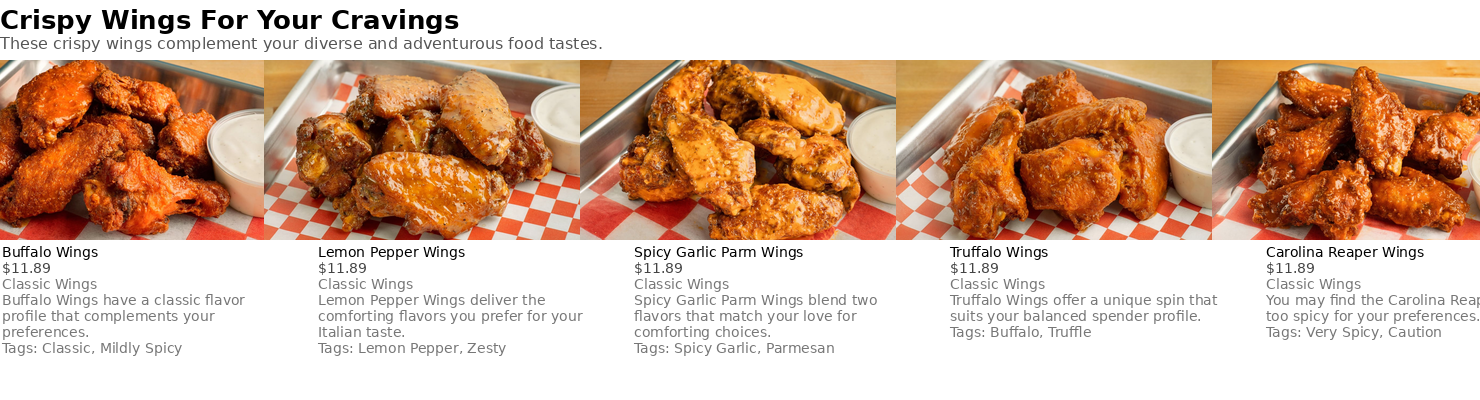 Crispy Wings For Your Cravings
These crispy wings complement your diverse and adventurous food tastes.
Buffalo Wings
$11.89
Classic Wings
Buffalo Wings have a classic flavor
profile that complements your
preferences.
Tags: Classic, Mildly Spicy
Lemon Pepper Wings
$11.89
Classic Wings
Lemon Pepper Wings deliver the
comforting flavors you prefer for your
Italian taste.
Tags: Lemon Pepper, Zesty
Spicy Garlic Parm Wings
$11.89
Classic Wings
Spicy Garlic Parm Wings blend two
flavors that match your love for
comforting choices.
Tags: Spicy Garlic, Parmesan
Truffalo Wings
$11.89
Classic Wings
Truffalo Wings offer a unique spin that
suits your balanced spender profile.
Tags: Buffalo, Truffle
Carolina Reaper Wings
$11.89
Classic Wings
You may find the Carolina
too spicy for your preferences.
Tags: Very Spicy, Caution